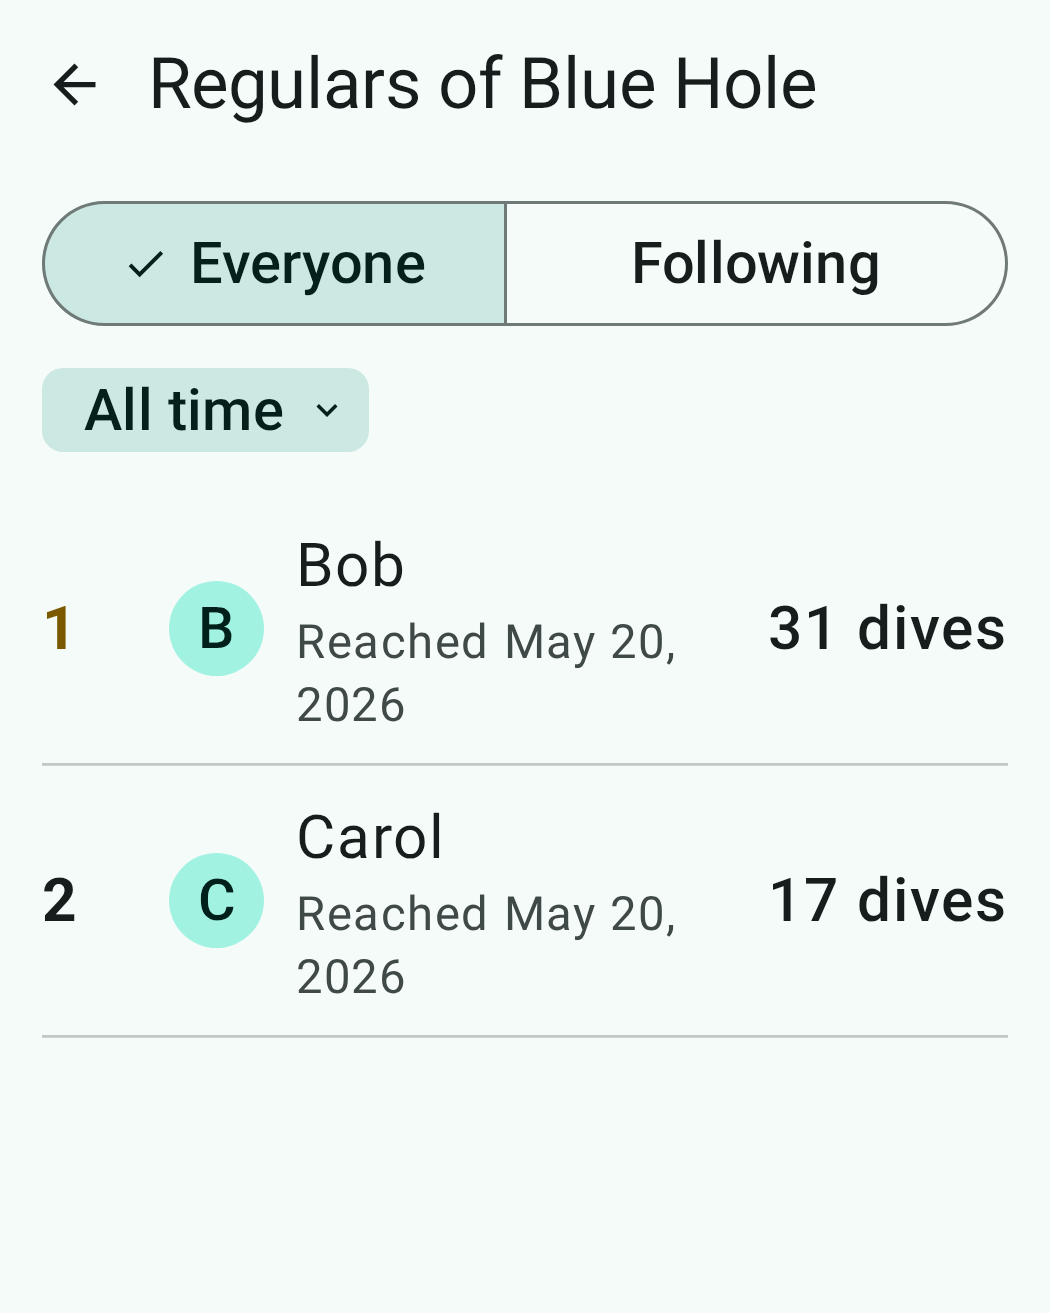 Regulars of Blue Hole
Everyone
Following
All time
1
B
Bob
Reached May 20,
2026
31 dives
2
C
Carol
Reached May 20,
2026
17 dives